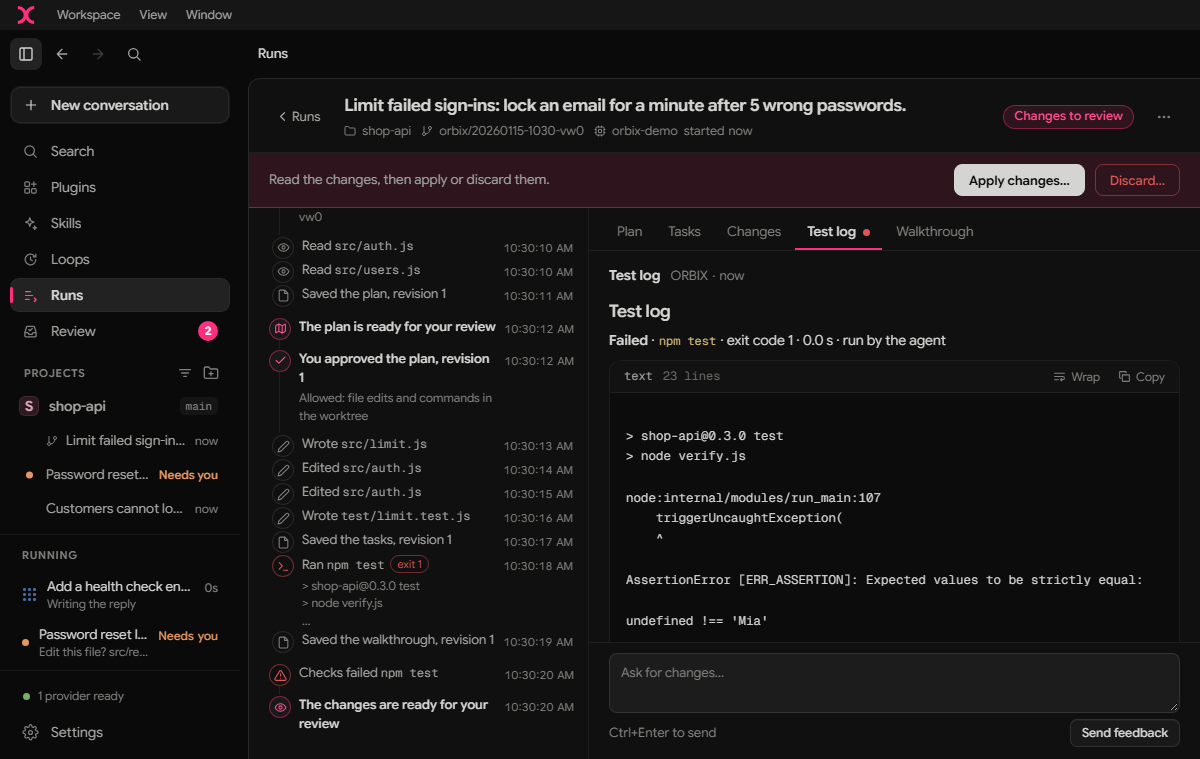 Workspace View Window
Runs
New conversation
Search
Plugins
Skills
Loops
Runs
Review 2
PROJECTS
S shop-api main
Limit failed sign-in... now
Password reset... Needs you
Customers cannot lo... now
RUNNING
Add a health check en... 0s
Writing the reply
Password reset l... Needs you
Edit this file? src/re...
1 provider ready
Settings
Runs
Limit failed sign-ins: lock an email for a minute after 5 wrong passwords.
shop-api orbix/20260115-1030-vw0 orbix-demo started now
Changes to review
Read the changes, then apply or discard them.
Apply changes...
Discard...
vw0
Read src/auth.js 10:30:10 AM
Read src/users.js 10:30:10 AM
Saved the plan, revision 1 10:30:11 AM
The plan is ready for your review 10:30:12 AM
You approved the plan, revision 10:30:12 AM
1
Allowed: file edits and commands in
the worktree
Wrote src/limit.js 10:30:13 AM
Edited src/auth.js 10:30:14 AM
Edited src/auth.js 10:30:15 AM
Wrote test/limit.test.js 10:30:16 AM
Saved the tasks, revision 1 10:30:17 AM
Ran npm test exit 1 10:30:18 AM
> shop-api@0.3.0 test
> node verify.js
...
Saved the walkthrough, revision 1 10:30:19 AM
Checks failed npm test 10:30:20 AM
The changes are ready for your 10:30:20 AM
review
Plan Tasks Changes Test log Walkthrough
Test log ORBIX · now
Test log
Failed · npm test · exit code 1 · 0.0 s · run by the agent
text 23 lines Wrap Copy
> shop-api@0.3.0 test
> node verify.js
node:internal/modules/run_main:107
triggerUncaughtException(
^
AssertionError [ERR_ASSERTION]: Expected values to be strictly equal:
undefined !== 'Mia'
Ask for changes...
Ctrl+Enter to send
Send feedback